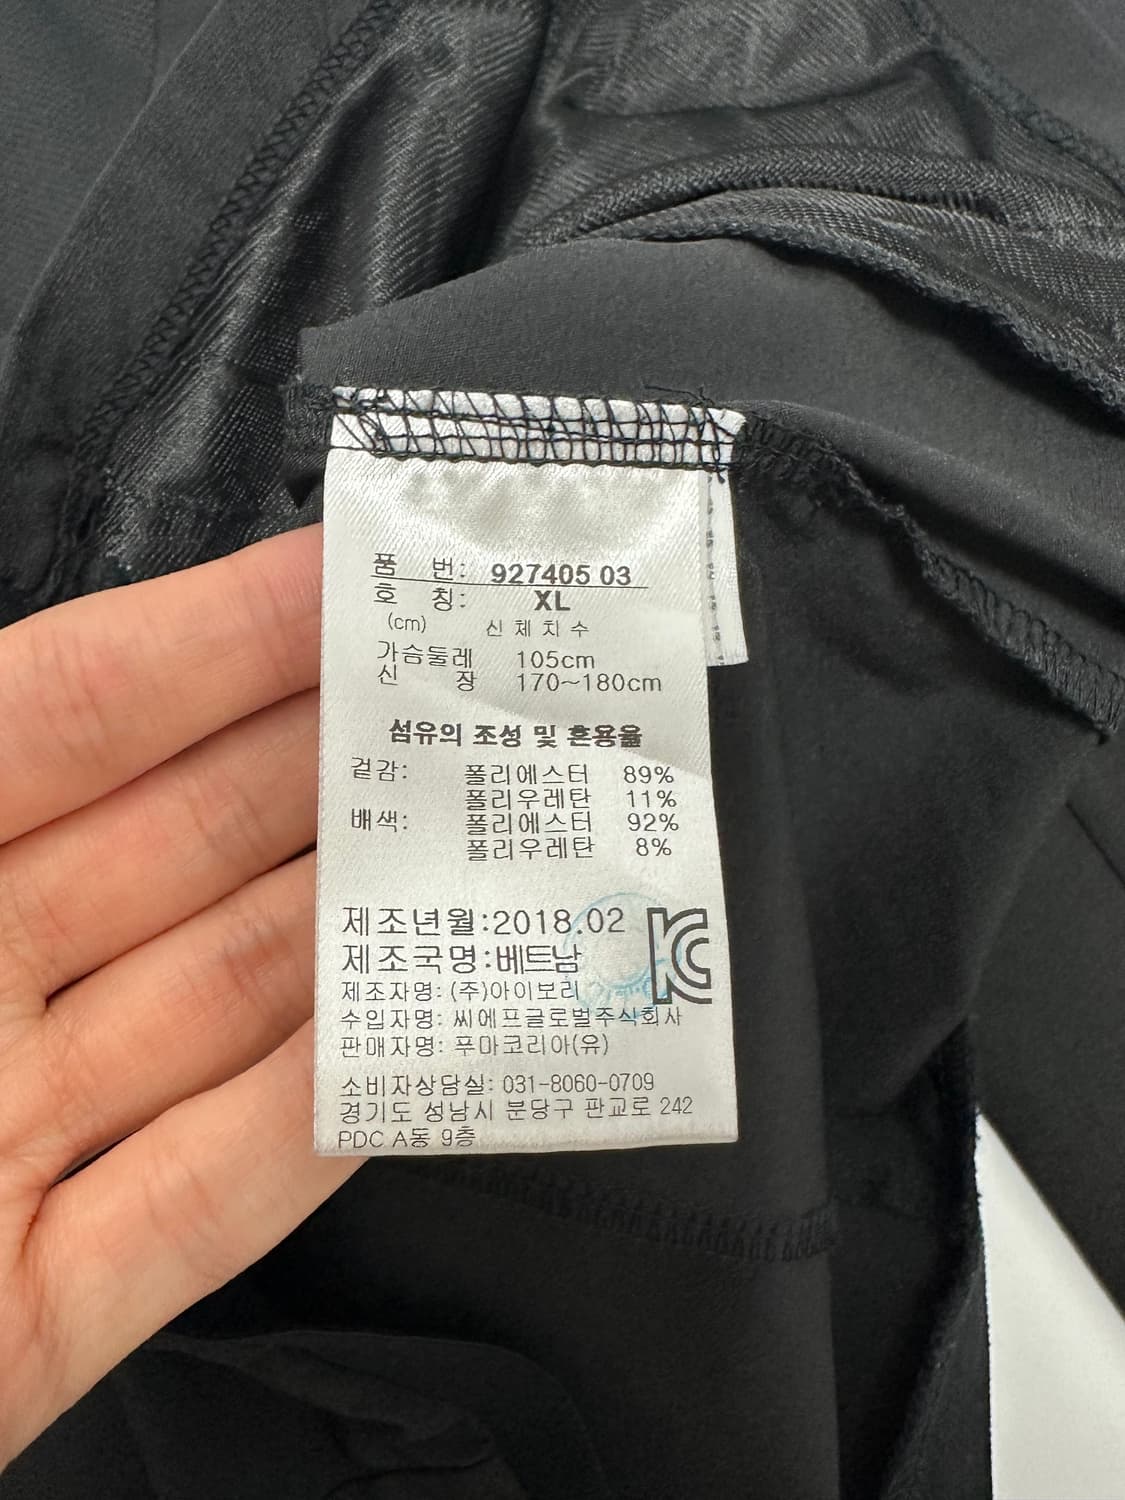 품 번: 927405 03
호 칭: XL
(cm) 신체치수
가슴둘레 105cm
신 장 170~180cm
섬유의 조성 및 혼용율
겉감: 폴리에스터 89%
폴리우레탄 11%
배색: 폴리에스터 92%
폴리우레탄 8%
제조년월:2018.02
제조국명:베트남
제조자명: (주)아이보리
수입자명: 씨에프글로벌주식회사
판매자명: 푸마코리아(유)
소비자상담실: 031-8060-0709
경기도 성남시 분당구 판교로 242
PDC A동 9층